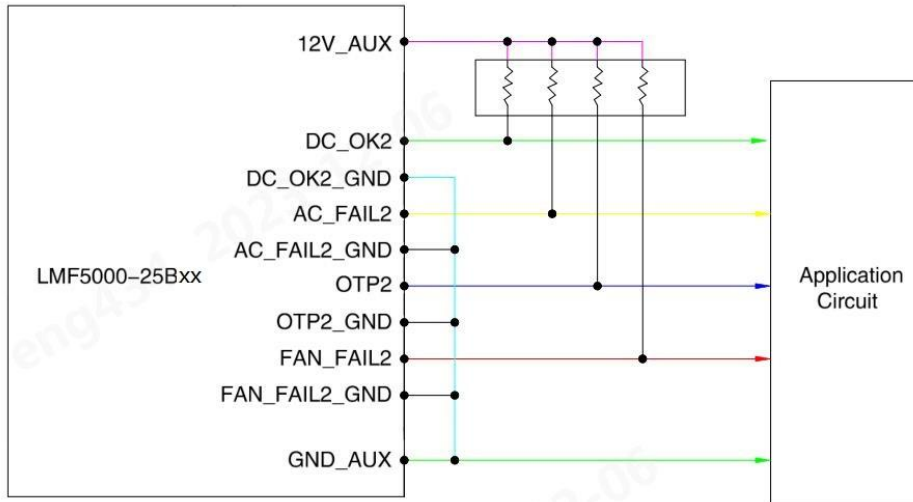 12V_AUX
DC_OK2
DC_OK2_GND
AC_FAIL2
AC_FAIL2_GND
LMF5000-25Bxx
OTP2
Application
Circuit
OTP2_GND
FAN_FAIL2
FAN_FAIL2_GND
GND_AUX